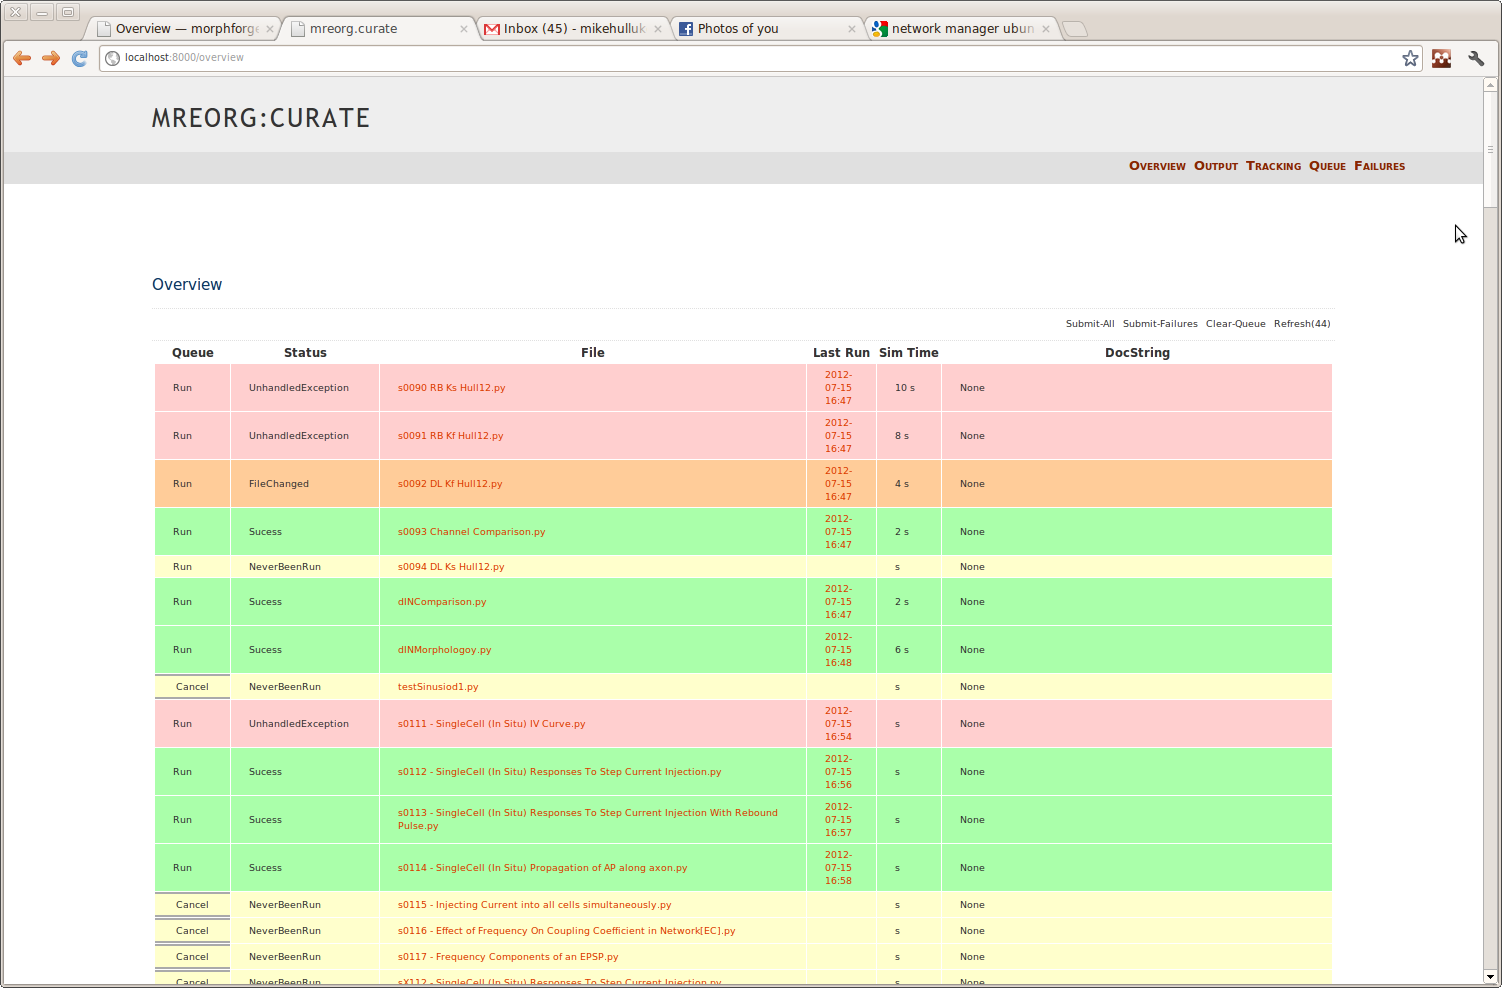 Overview — morphforge
mreorg.curate
Inbox (45) - mikehulluk
Photos of you
network manager ubun
localhost:8000/overview
MREORG:CURATE
Overview Output Tracking Queue Failures
Overview
Submit-All Submit-Failures Clear-Queue Refresh(44)
Queue Status File Last Run Sim Time DocString
Run UnhandledException s0090 RB Ks Hull12.py 2012-07-15 16:47 10 s None
Run UnhandledException s0091 RB Kf Hull12.py 2012-07-15 16:47 8 s None
Run FileChanged s0092 DL Kf Hull12.py 2012-07-15 16:47 4 s None
Run Sucess s0093 Channel Comparison.py 2012-07-15 16:47 2 s None
Run NeverBeenRun s0094 DL Ks Hull12.py s None
Run Sucess dINComparison.py 2012-07-15 16:47 2 s None
Run Sucess dINMorphologoy.py 2012-07-15 16:48 6 s None
Cancel NeverBeenRun testSinusiod1.py s None
Run UnhandledException s0111 - SingleCell (In Situ) IV Curve.py 2012-07-15 16:54 s None
Run Sucess s0112 - SingleCell (In Situ) Responses To Step Current Injection.py 2012-07-15 16:56 s None
Run Sucess s0113 - SingleCell (In Situ) Responses To Step Current Injection With Rebound Pulse.py 2012-07-15 16:57 s None
Run Sucess s0114 - SingleCell (In Situ) Propagation of AP along axon.py 2012-07-15 16:58 s None
Cancel NeverBeenRun s0115 - Injecting Current into all cells simultaneously.py s None
Cancel NeverBeenRun s0116 - Effect of Frequency On Coupling Coefficient in Network[EC].py s None
Cancel NeverBeenRun s0117 - Frequency Components of an EPSP.py s None
Cancel NeverBeenRun sX112 - SingleCell (In Situ) Responses To Step Current Injection.py s None